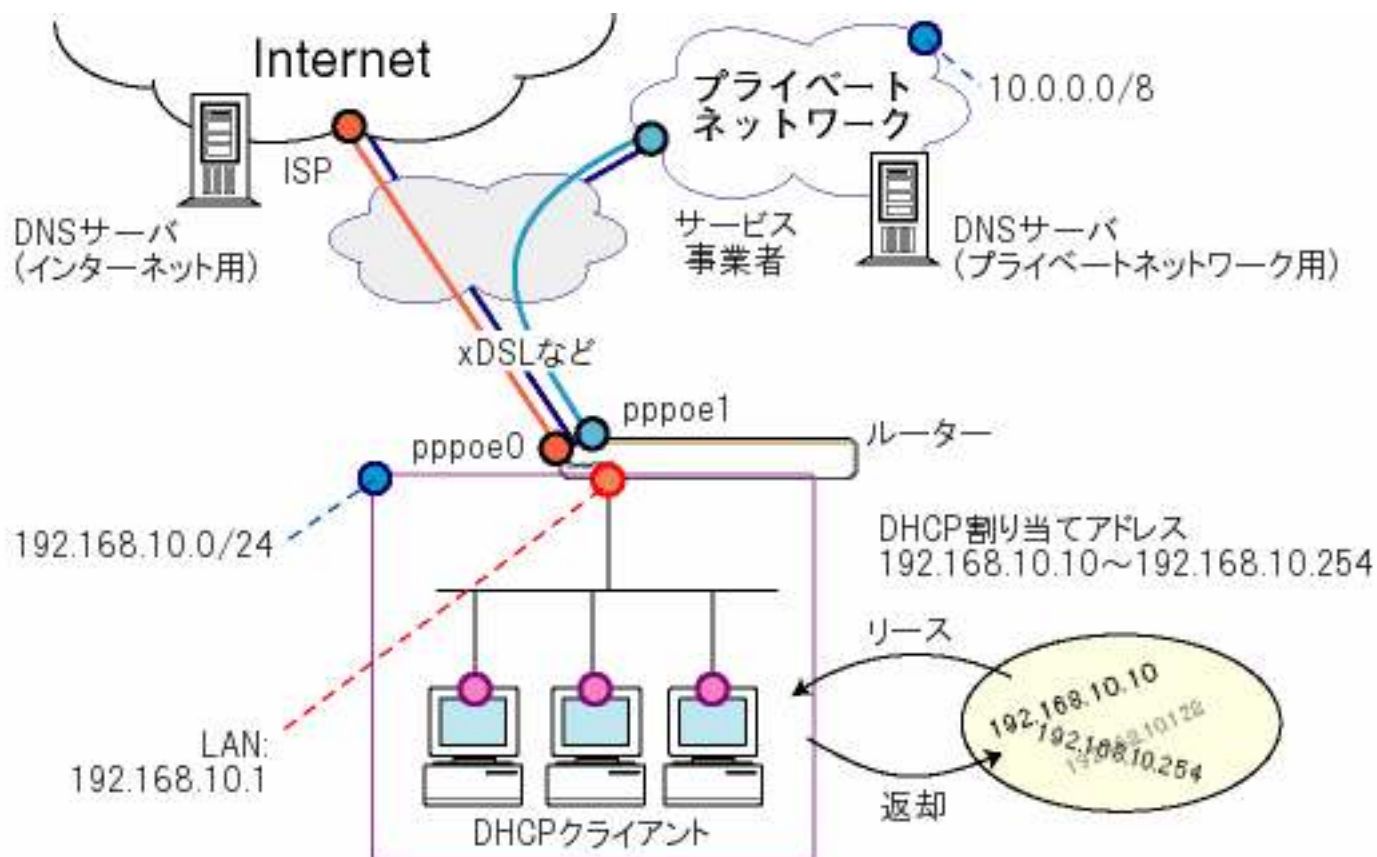 Internet
プライベート
ネットワーク
10.0.0.0/8
ISP
DNSサーバ
(インターネット用)
サービス
事業者
DNSサーバ
(プライベートネットワーク用)
xDSLなど
pppoe1
pppoe0
ルーター
192.168.10.0/24
DHCP割り当てアドレス
192.168.10.10～192.168.10.254
リース
192.168.10.10
192.168.10.128
192.168.10.254
LAN:
192.168.10.1
返却
DHCPクライアント